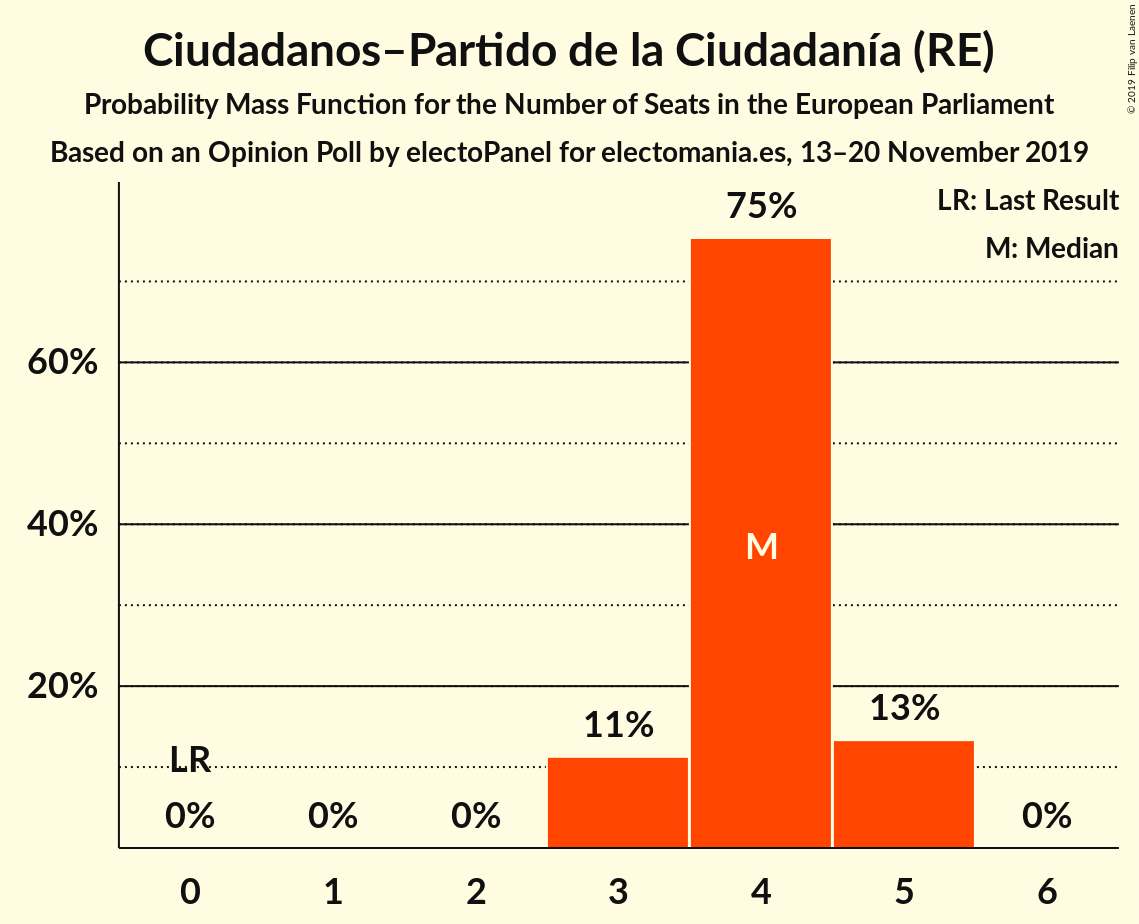 Ciudadanos–Partido de la Ciudadanía (RE)
Probability Mass Function for the Number of Seats in the European Parliament
Based on an Opinion Poll by electoPanel for electomania.es, 13–20 November 2019
© 2019 Filip van Laenen
LR: Last Result
M: Median
75%
60%
40%
M
20%
13%
11%
LR
0%
0%
0%
0%
0
1
2
3
4
5
6